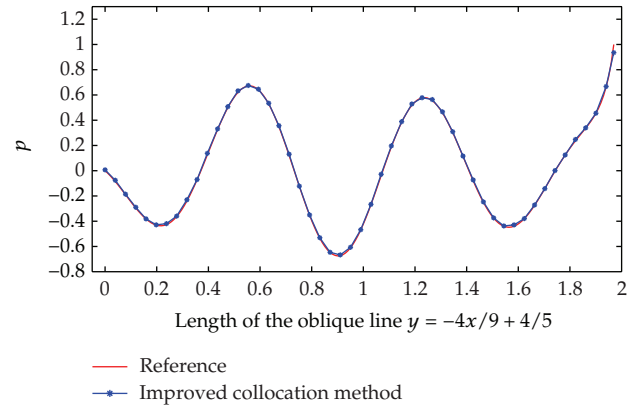 1.2
1
0.8
0.6
0.4
0.2
0
−0.2
−0.4
−0.6
−0.8
p
0 0.2 0.4 0.6 0.8 1 1.2 1.4 1.6 1.8 2
Length of the oblique line y = −4x/9 + 4/5
Reference
Improved collocation method